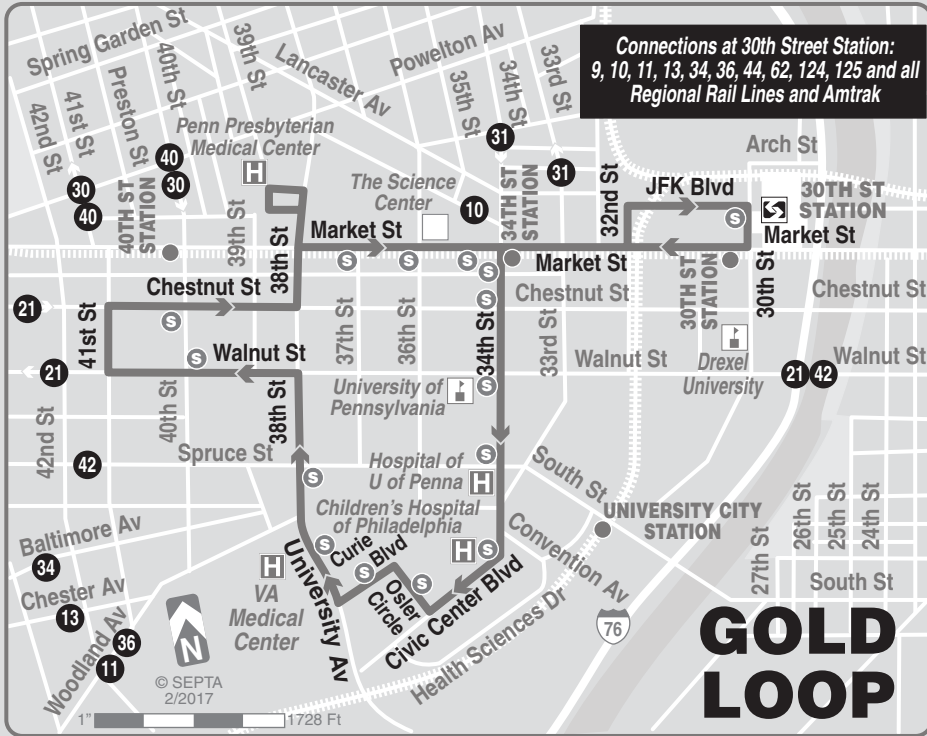 Connections at 30th Street Station:
9, 10, 11, 13, 34, 36, 44, 62, 124, 125 and all
Regional Rail Lines and Amtrak
Spring Garden St
42nd St
41st St
Preston St
40th St
39th St
Lancaster Av
Powelton Av
35th St
34th St
33rd St
31
31
Arch St
Penn Presbyterian
Medical Center
H
40
30
30
40
40TH ST
STATION
39th St
38th St
The Science
Center
10
34TH ST
STATION
32nd St
JFK Blvd
S
30TH ST
STATION
Market St
Market St
Market St
S
S
S
S
30TH ST
STATION
30th St
Chestnut St
Chestnut St
Chestnut St
21
41st St
S
S
37th St
36th St
34th St
33rd St
S
Walnut St
Walnut St
Walnut St
21
21
42
Drexel
University
University of
Pennsylvania
S
42nd St
40th St
38th St
Spruce St
42
S
Hospital of
U of Penna
H
S
South St
Children's Hospital
of Philadelphia
H
S
UNIVERSITY CITY
STATION
27th St
26th St
25th St
24th St
South St
Baltimore Av
34
Chester Av
13
Woodland Av
36
11
H
VA
Medical
Center
University Av
S
Curie
Blvd
S
Osler
Circle
S
Civic Center Blvd
Convention Av
Health Sciences Dr
76
N
© SEPTA
2/2017
1"
1728 Ft
GOLD
LOOP